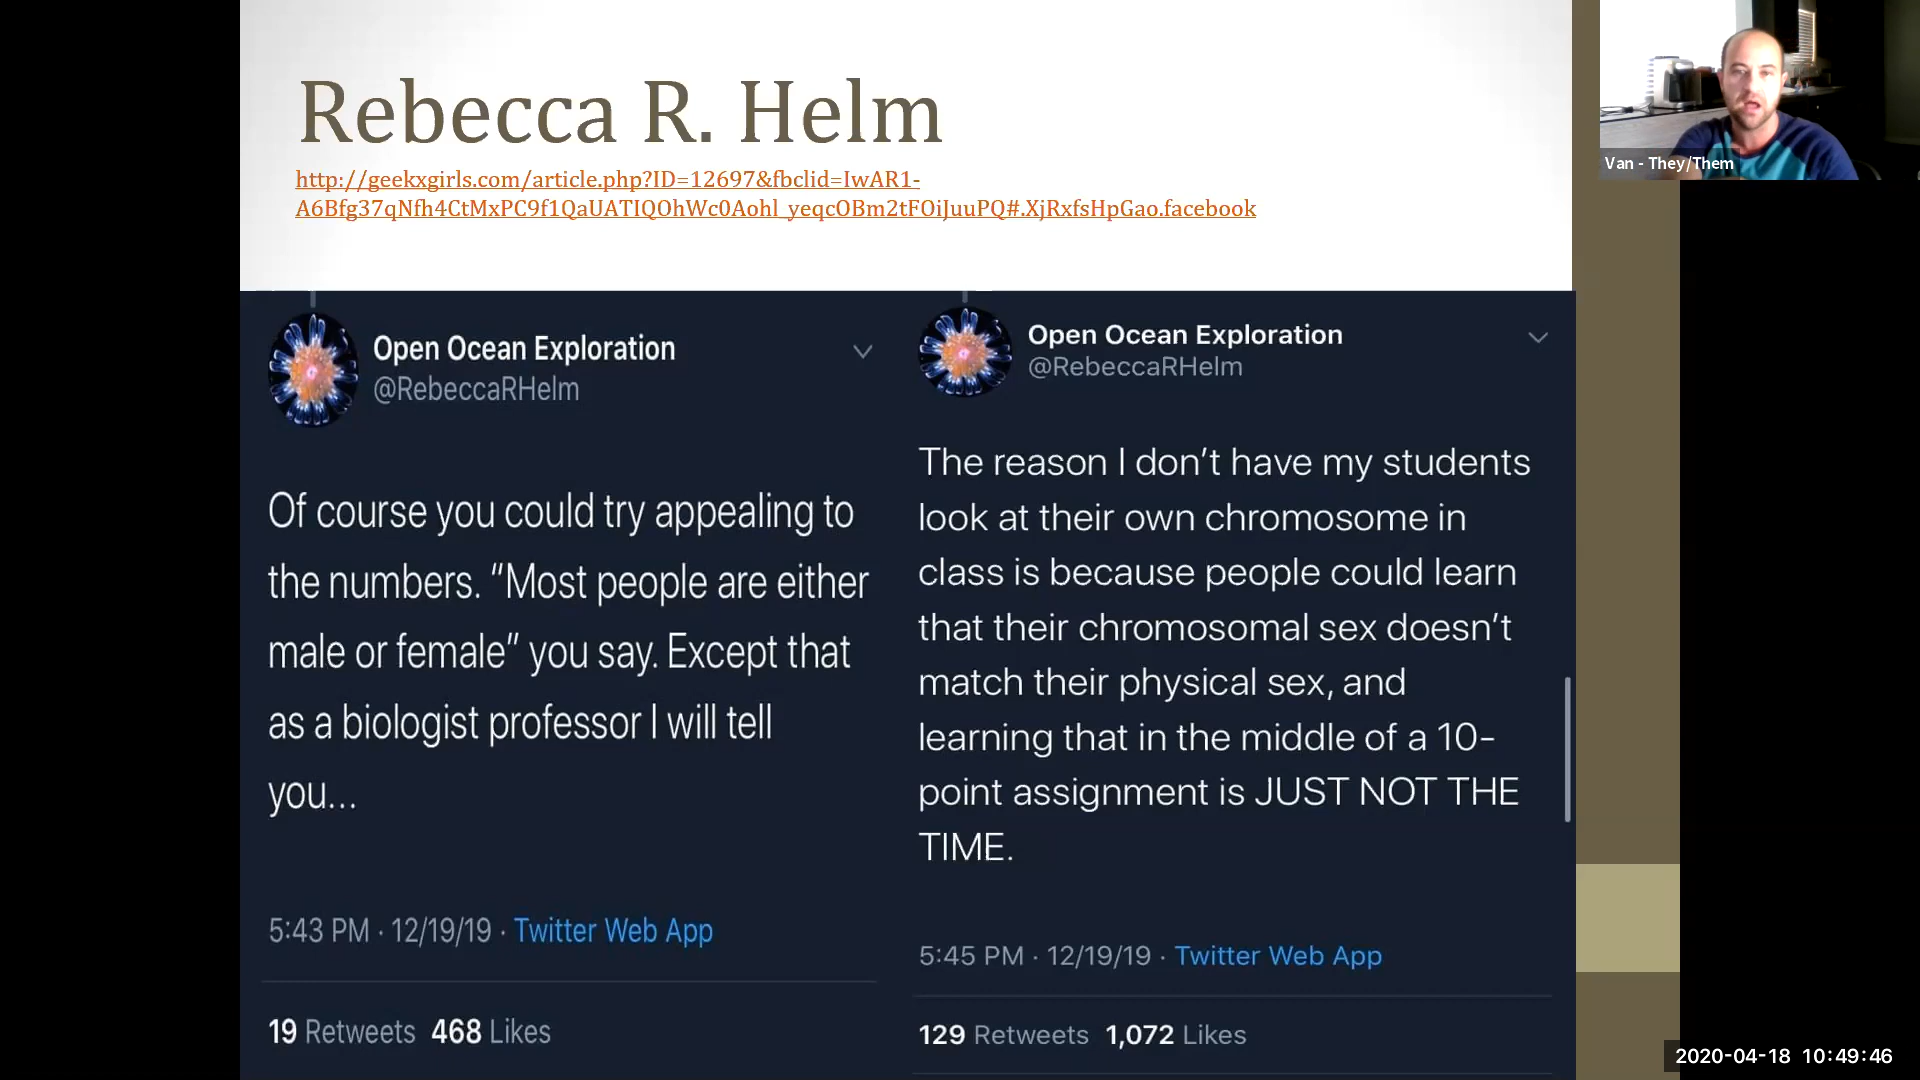 Rebecca R. Helm
http://geekxgirls.com/article.php?ID=12697&fbclid=IwAR1-
A6Bfg37qNfh4CtMxPC9f1QaUATIQOhWc0Aohl_yeqcOBm2tFOiJuuPQ#.XjRxfsHpGao.facebook
Van - They/Them
Open Ocean Exploration
@RebeccaRHelm
Of course you could try appealing to
the numbers. “Most people are either
male or female” you say. Except that
as a biologist professor I will tell
you...
5:43 PM · 12/19/19 · Twitter Web App
19 Retweets 468 Likes
Open Ocean Exploration
@RebeccaRHelm
The reason I don’t have my students
look at their own chromosome in
class is because people could learn
that their chromosomal sex doesn’t
match their physical sex, and
learning that in the middle of a 10-
point assignment is JUST NOT THE
TIME.
5:45 PM · 12/19/19 · Twitter Web App
129 Retweets 1,072 Likes
2020-04-18 10:49:46